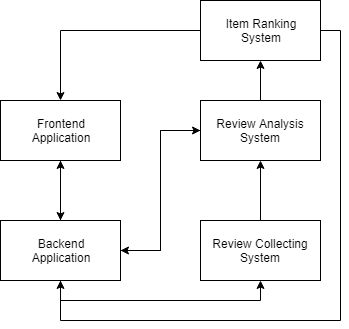 Item Ranking
System
Frontend
Application
Review Analysis
System
Backend
Application
Review Collecting
System